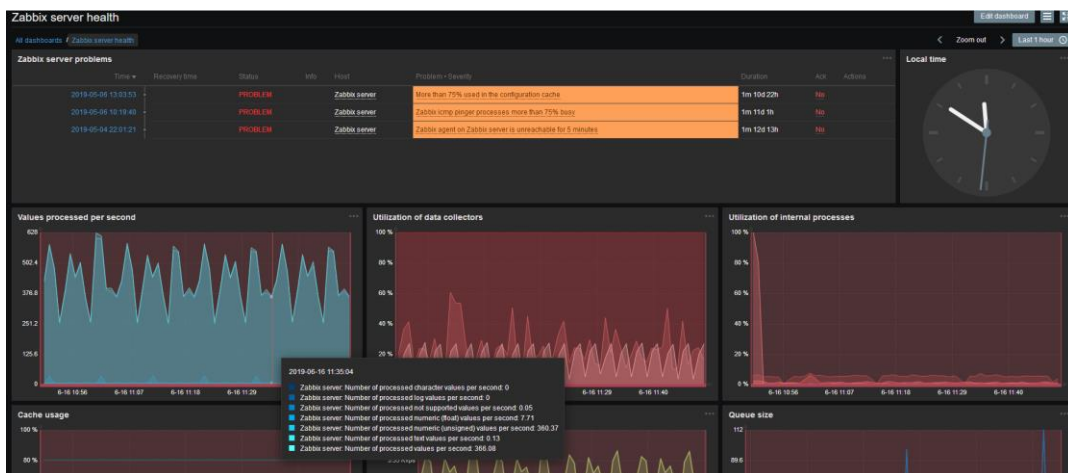 Zabbix server health
Edit dashboard
All dashboards / Zabbix server health
Zoom out Last 1 hour
Zabbix server problems
Time Recovery time Status Info Host Problem • Severity Duration Ack Actions
2019-05-06 13:03:53 PROBLEM Zabbix server More than 75% used in the configuration cache 1m 10d 22h No
PROBLEM Zabbix server Zabbix icmp pinger processes more than 75% busy 1m 11d 1h No
2019-05-04 22:01:21 PROBLEM Zabbix server Zabbix agent on Zabbix server is unreachable for 5 minutes 1m 12d 13h No
Local time
Values processed per second
628
502.4
376.8
251.2
125.6
0
6-16 10:56 6-16 11:07 6-16 11:18 6-16 11:29
Utilization of data collectors
100 %
80 %
60 %
40 %
20 %
6-16 11:29 6-16 11:40
Utilization of internal processes
100 %
80 %
60 %
40 %
20 %
0 %
6-16 10:56 6-16 11:07 6-16 11:18 6-16 11:29 6-16 11:40
2019-06-16 11:35:04
Zabbix server: Number of processed character values per second: 0
Zabbix server: Number of processed log values per second: 0
Zabbix server: Number of processed not supported values per second: 0.05
Zabbix server: Number of processed numeric (float) values per second: 7.71
Zabbix server: Number of processed numeric (unsigned) values per second: 360.37
Zabbix server: Number of processed text values per second: 0.13
Zabbix server: Number of processed values per second: 366.08
Cache usage
100 %
80 %
Queue size
112
89.6